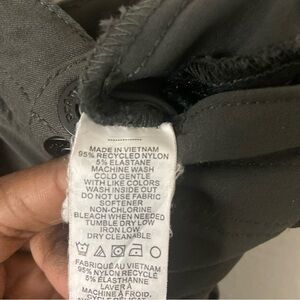 MADE IN VIETNAM
95% RECYCLED NYLON
5% ELASTANE
MACHINE WASH
COLD GENTLE
WITH LIKE COLORS
WASH INSIDE OUT
DO NOT USE FABRIC
SOFTENER
NON-CHLORINE
BLEACH WHEN NEEDED
TUMBLE DRY LOW
IRON LOW
DRY CLEANABLE
FABRIQUÉ AU VIETNAM
95% NYLON RECYCLÉ
5% ÉLASTHANNE
LAVER À
MACHINE À FROID,